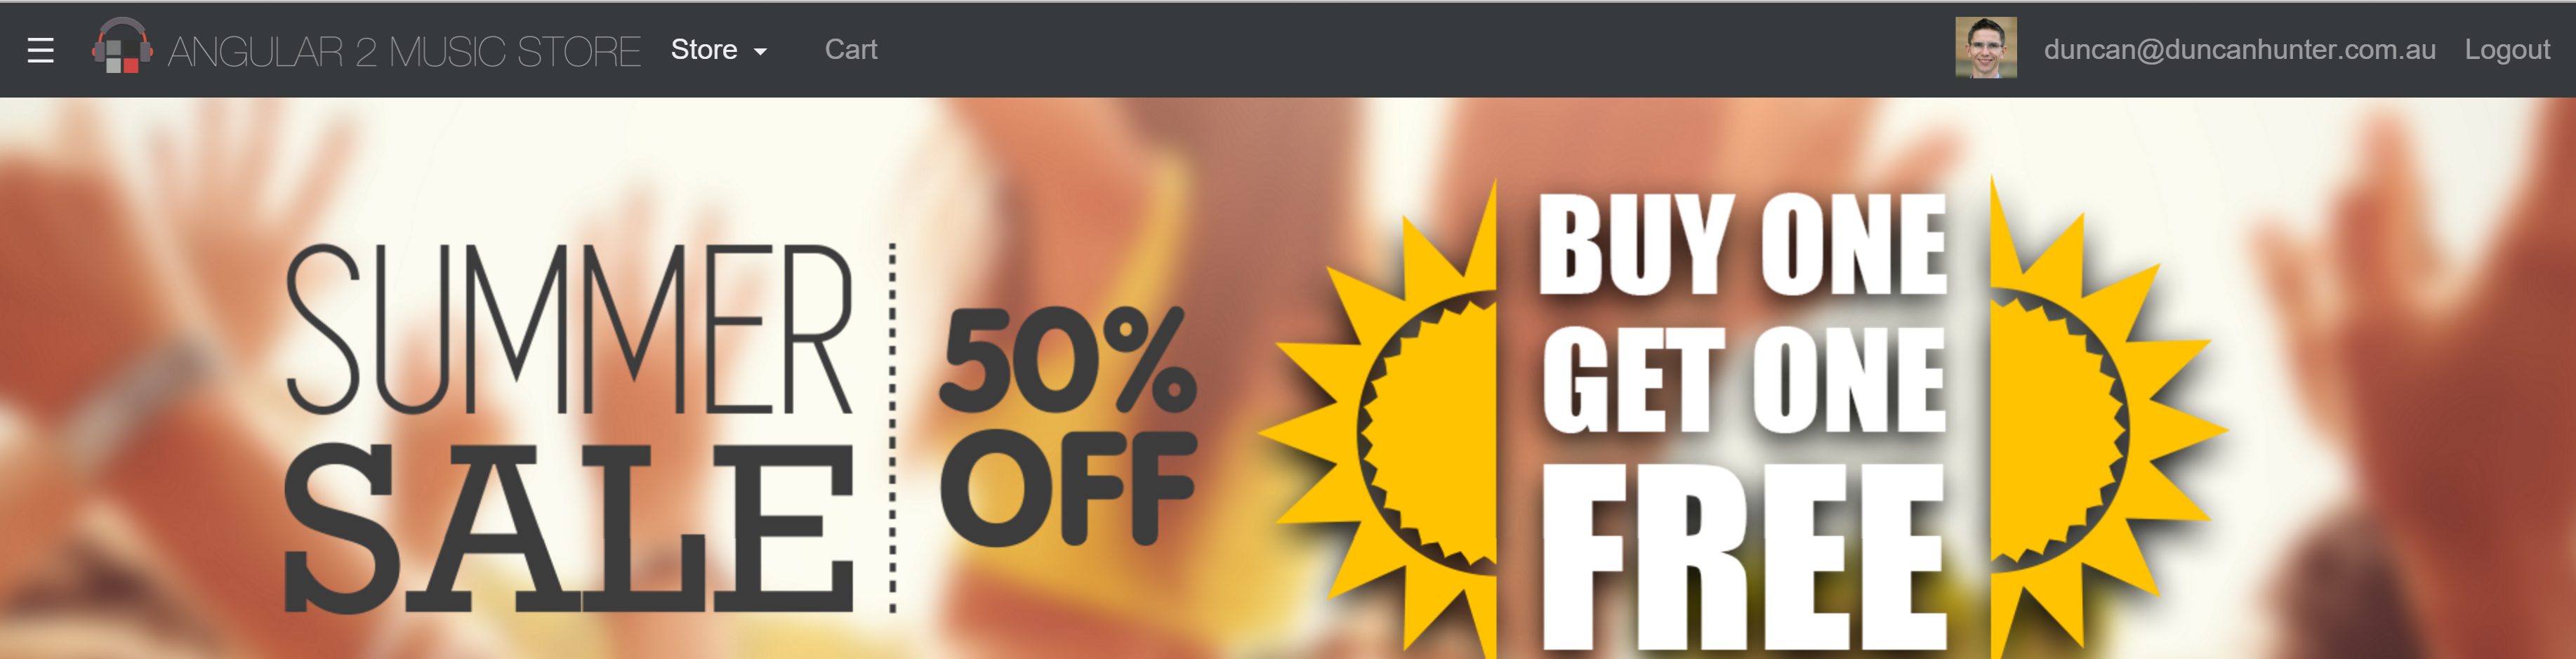 ANGULAR 2 MUSIC STORE Store Cart duncan@duncanhunter.com.au Logout
SUMMER
SALE
50%
OFF
BUY ONE
GET ONE
FREE